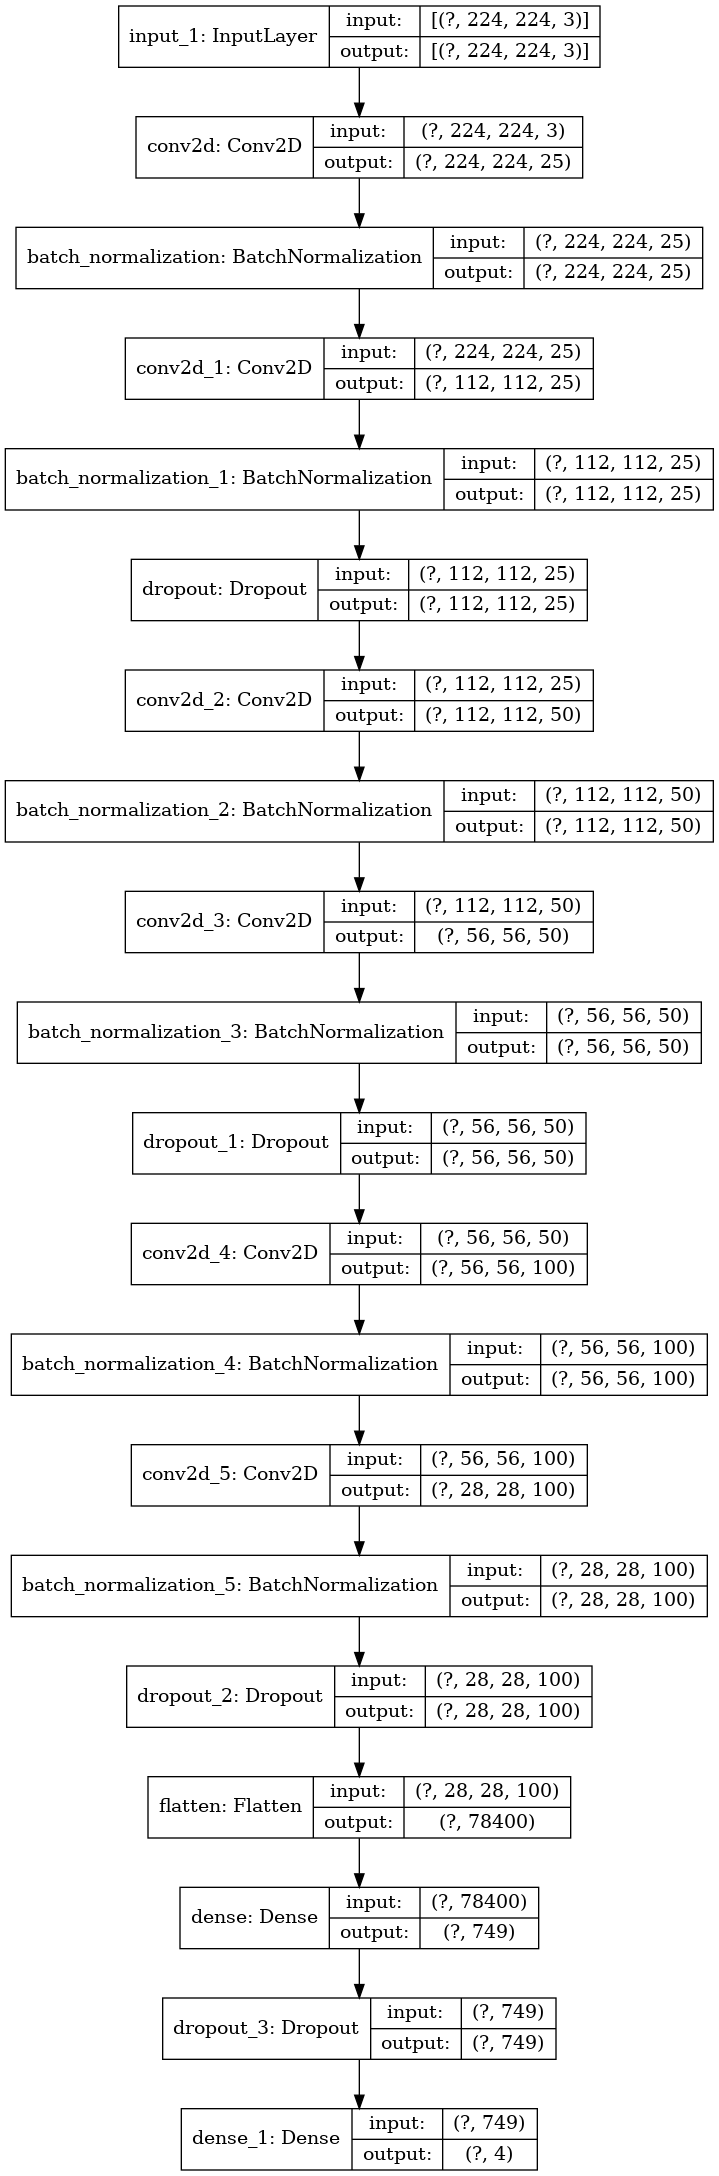 input_1: InputLayer
input: [(?, 224, 224, 3)]
output: [(?, 224, 224, 3)]
conv2d: Conv2D
input: (?, 224, 224, 3)
output: (?, 224, 224, 25)
batch_normalization: BatchNormalization
input: (?, 224, 224, 25)
output: (?, 224, 224, 25)
conv2d_1: Conv2D
input: (?, 224, 224, 25)
output: (?, 112, 112, 25)
batch_normalization_1: BatchNormalization
input: (?, 112, 112, 25)
output: (?, 112, 112, 25)
dropout: Dropout
input: (?, 112, 112, 25)
output: (?, 112, 112, 25)
conv2d_2: Conv2D
input: (?, 112, 112, 25)
output: (?, 112, 112, 50)
batch_normalization_2: BatchNormalization
input: (?, 112, 112, 50)
output: (?, 112, 112, 50)
conv2d_3: Conv2D
input: (?, 112, 112, 50)
output: (?, 56, 56, 50)
batch_normalization_3: BatchNormalization
input: (?, 56, 56, 50)
output: (?, 56, 56, 50)
dropout_1: Dropout
input: (?, 56, 56, 50)
output: (?, 56, 56, 50)
conv2d_4: Conv2D
input: (?, 56, 56, 50)
output: (?, 56, 56, 100)
batch_normalization_4: BatchNormalization
input: (?, 56, 56, 100)
output: (?, 56, 56, 100)
conv2d_5: Conv2D
input: (?, 56, 56, 100)
output: (?, 28, 28, 100)
batch_normalization_5: BatchNormalization
input: (?, 28, 28, 100)
output: (?, 28, 28, 100)
dropout_2: Dropout
input: (?, 28, 28, 100)
output: (?, 28, 28, 100)
flatten: Flatten
input: (?, 28, 28, 100)
output: (?, 78400)
dense: Dense
input: (?, 78400)
output: (?, 749)
dropout_3: Dropout
input: (?, 749)
output: (?, 749)
dense_1: Dense
input: (?, 749)
output: (?, 4)